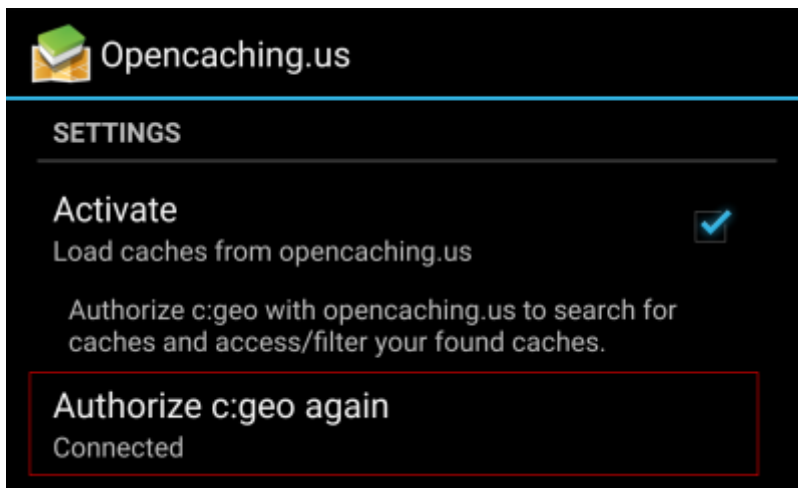 Opencaching.us
SETTINGS
Activate
Load caches from opencaching.us
Authorize c:geo with opencaching.us to search for
caches and access/filter your found caches.
Authorize c:geo again
Connected